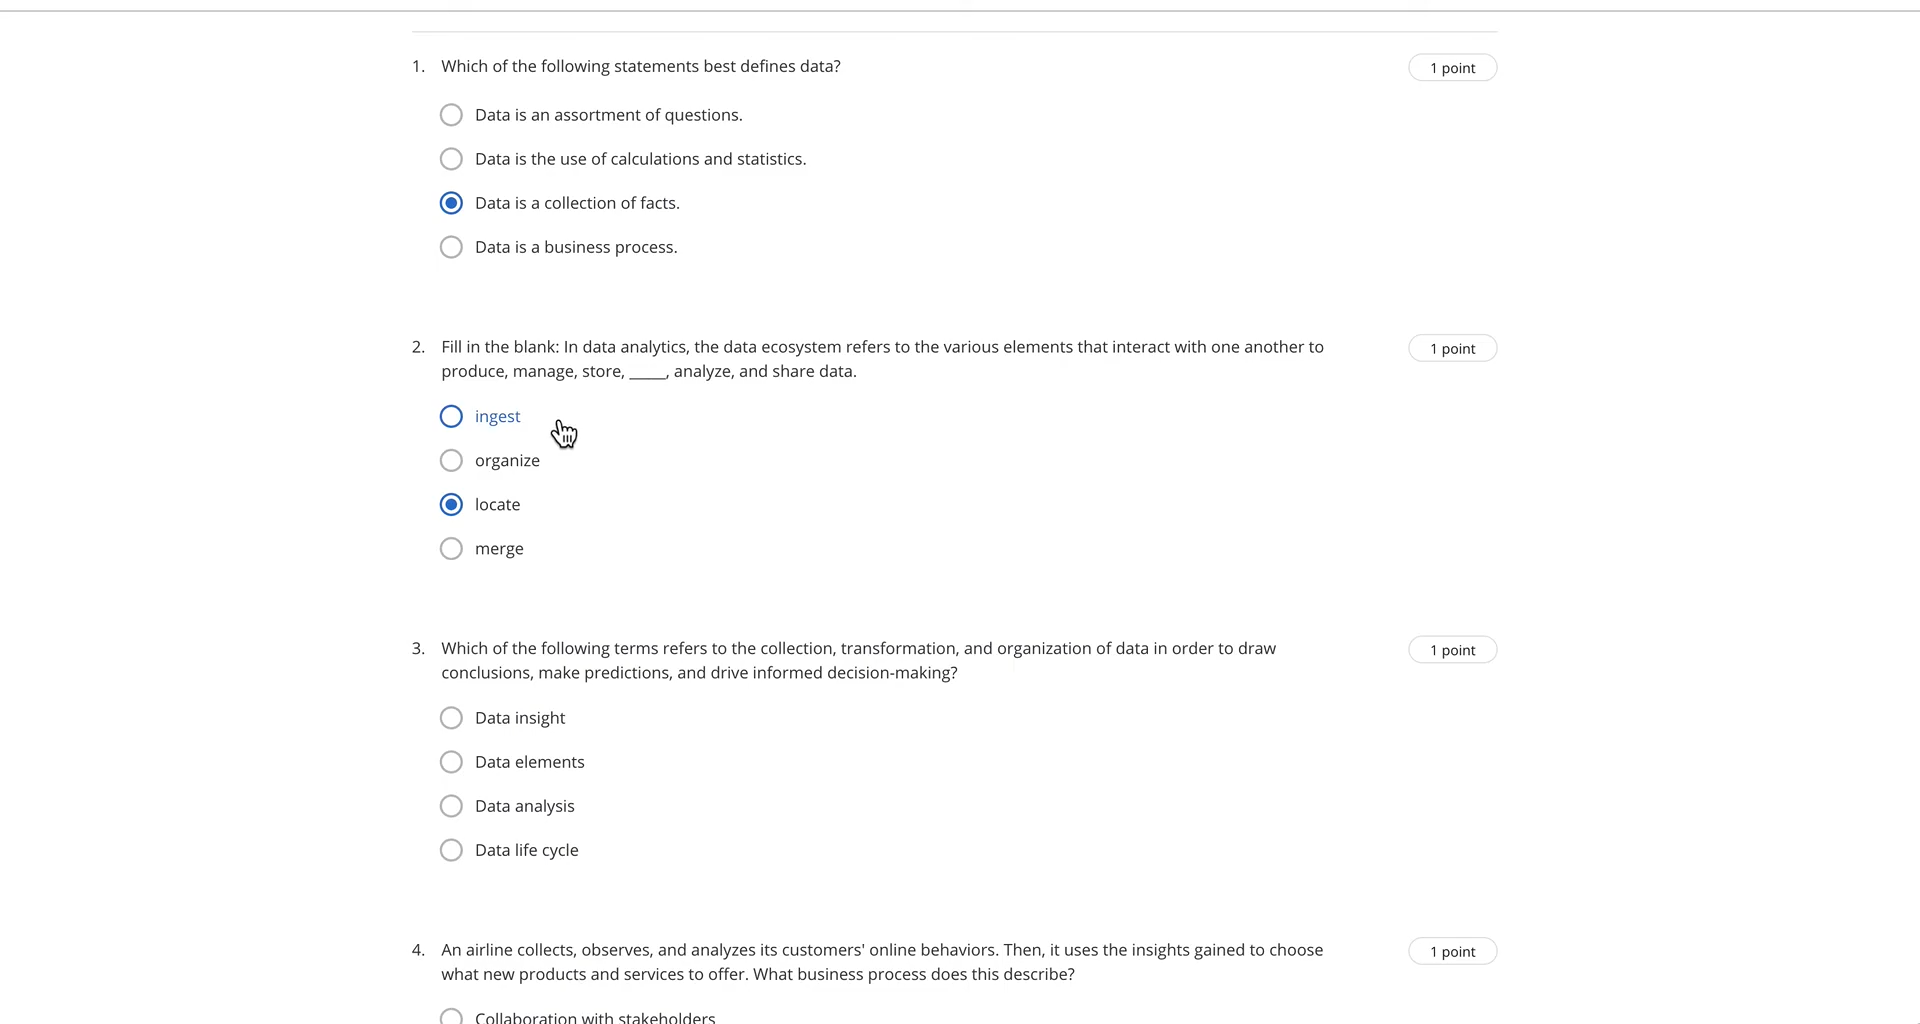 1. Which of the following statements best defines data?
1 point
Data is an assortment of questions.
Data is the use of calculations and statistics.
Data is a collection of facts.
Data is a business process.
2. Fill in the blank: In data analytics, the data ecosystem refers to the various elements that interact with one another to
1 point
produce, manage, store, _____, analyze, and share data.
ingest
organize
locate
merge
3. Which of the following terms refers to the collection, transformation, and organization of data in order to draw
1 point
conclusions, make predictions, and drive informed decision-making?
Data insight
Data elements
Data analysis
Data life cycle
4. An airline collects, observes, and analyzes its customers' online behaviors. Then, it uses the insights gained to choose
1 point
what new products and services to offer. What business process does this describe?
Collaboration with stakeholders